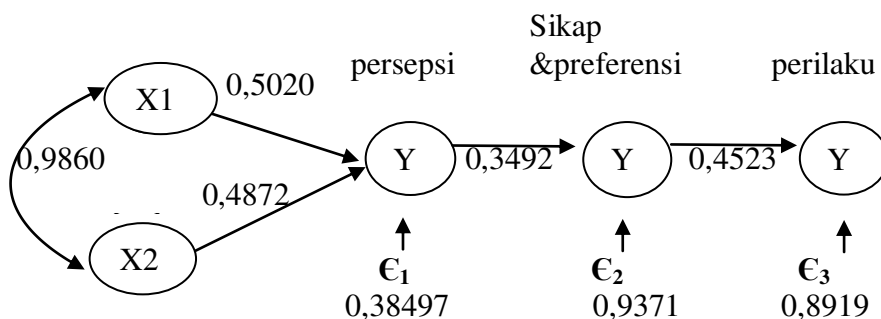 Sikap
persepsi &preferensi perilaku
X1 0,5020
0,9860 Y 0,3492 Y 0,4523 Y
0,4872
X2
Є1 Є2 Є3
0,38497 0,9371 0,8919